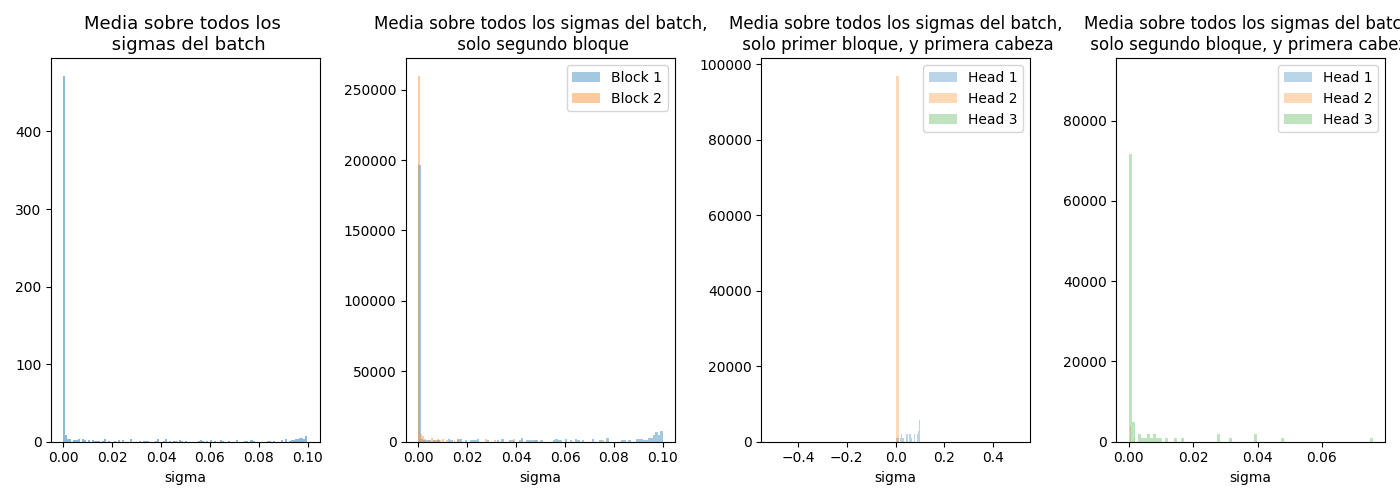 Media sobre todos los
sigmas del batch
400
300
200
100
0
0.00 0.02 0.04 0.06 0.08 0.10
sigma
Media sobre todos los sigmas del batch,
solo segundo bloque
Block 1
Block 2
250000
200000
150000
100000
50000
0
0.00 0.02 0.04 0.06 0.08 0.10
sigma
Media sobre todos los sigmas del batch,
solo primer bloque, y primera cabeza
Head 1
Head 2
Head 3
100000
80000
60000
40000
20000
0
−0.4 −0.2 0.0 0.2 0.4
sigma
Media sobre todos los sigmas del batc
solo segundo bloque, y primera cabez
Head 1
Head 2
Head 3
80000
60000
40000
20000
0
0.00 0.02 0.04 0.06
sigma